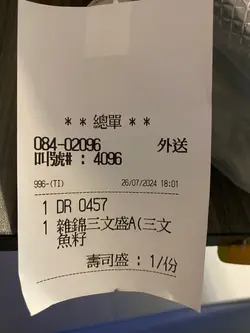 * * 總單 * *
084-02096 外送
叫號# : 4096
996-(TI) 26/07/2024 18:01
1 DR 0457
1 雜錦三文盛A(三文
魚籽
壽司盛 : 1/份